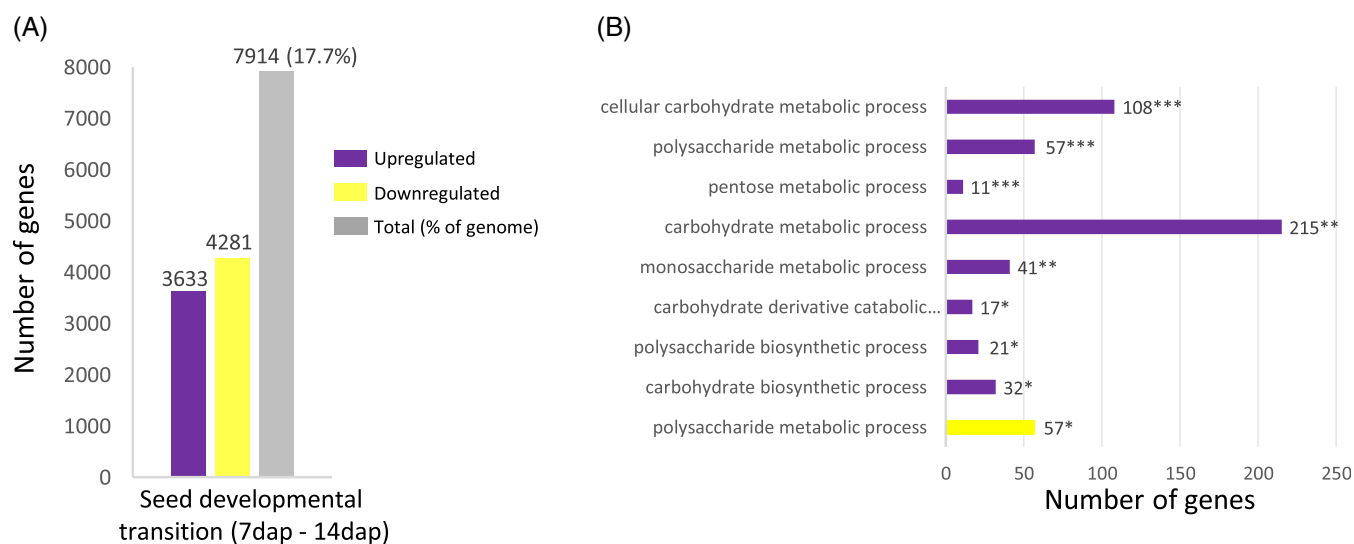 (A)
7914 (17.7%)
8000
7000
6000
5000
4000
3000
2000
1000
0
Number of genes
3633
4281
Upregulated
Downregulated
Total (% of genome)
Seed developmental
transition (7dap - 14dap)
(B)
cellular carbohydrate metabolic process 108***
polysaccharide metabolic process 57***
pentose metabolic process 11***
carbohydrate metabolic process 215**
monosaccharide metabolic process 41**
carbohydrate derivative catabolic... 17*
polysaccharide biosynthetic process 21*
carbohydrate biosynthetic process 32*
polysaccharide metabolic process 57*
0 50 100 150 200 250
Number of genes